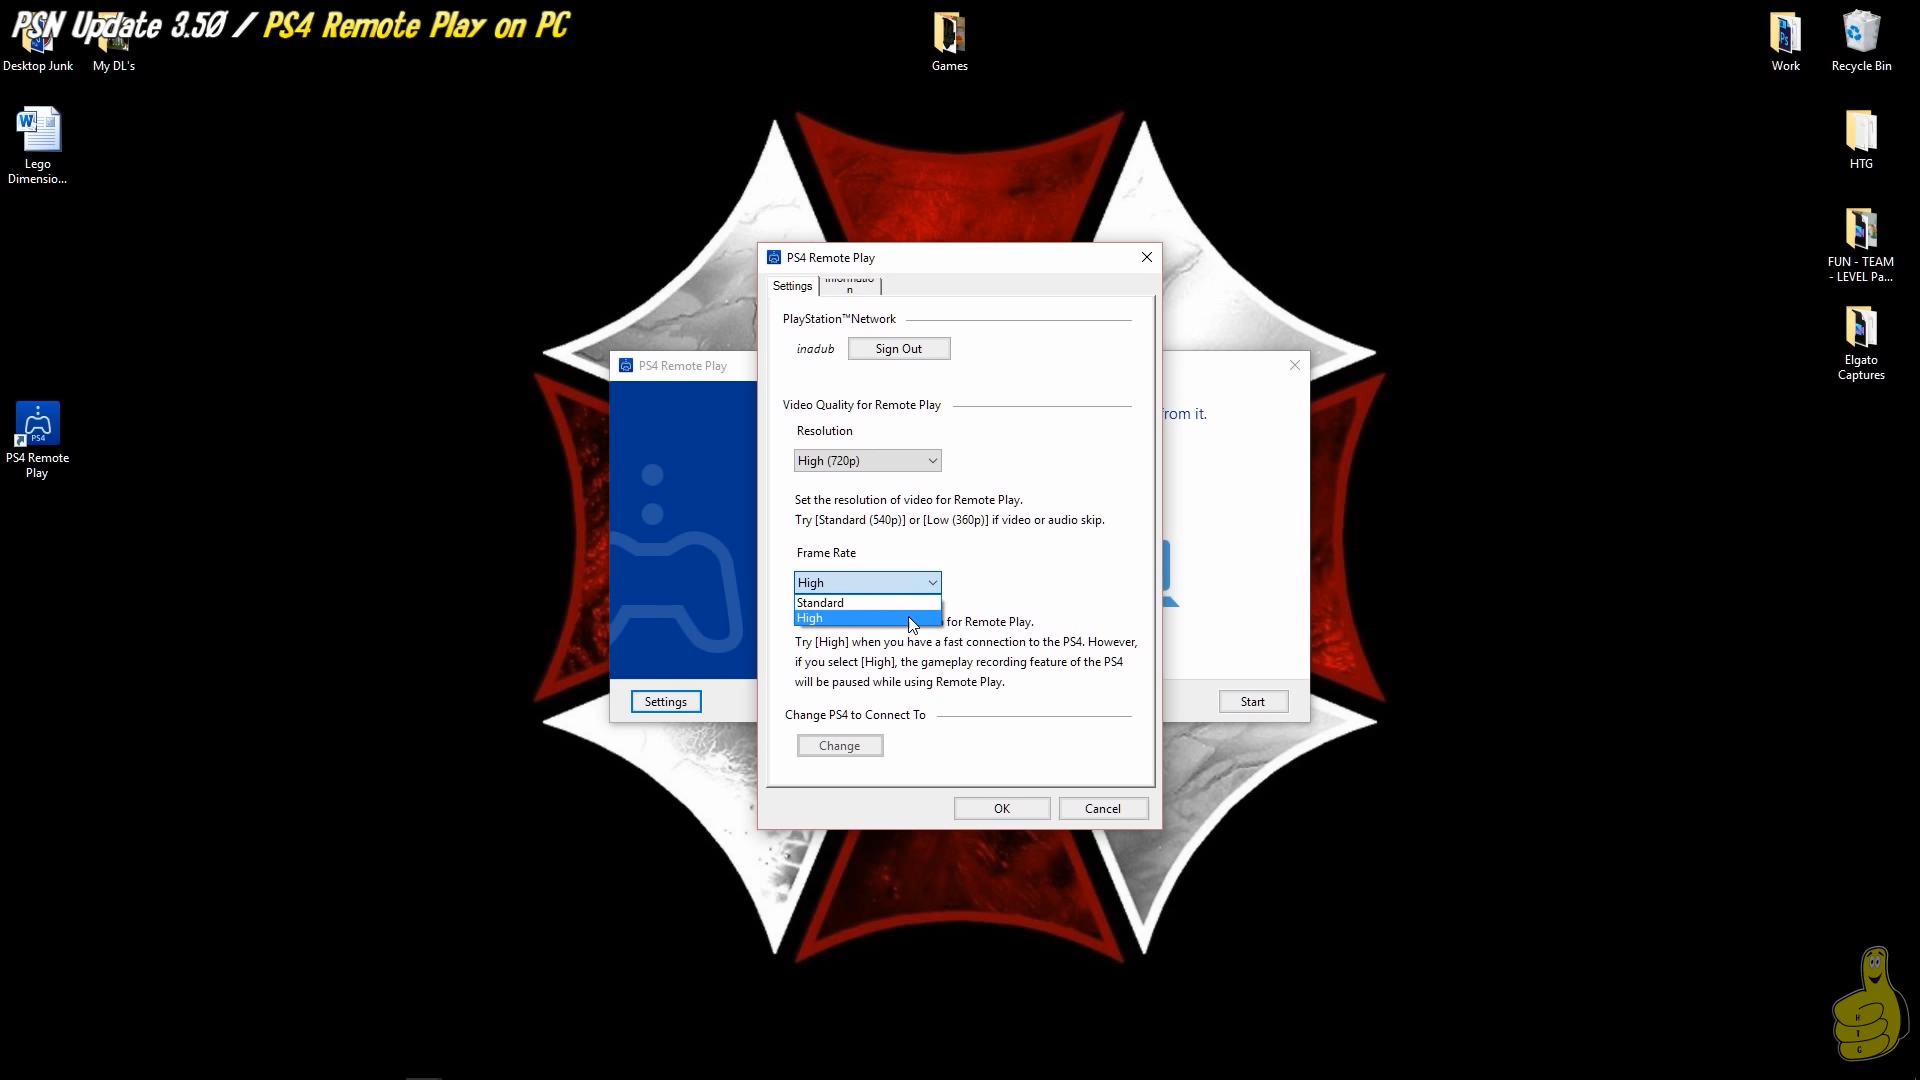 PSN Update 3.50 / PS4 Remote Play on PC
Desktop Junk
My DL's
Games
Work
Recycle Bin
Lego
Dimensio...
HTG
FUN - TEAM
- LEVEL Pa...
Elgato
Captures
PS4
PS4 Remote
Play
PS4 Remote Play
from it.
Settings
Start
PS4 Remote Play
Settings
Informatio
n
PlayStation™Network
inadub
Sign Out
Video Quality for Remote Play
Resolution
High (720p)
Set the resolution of video for Remote Play.
Try [Standard (540p)] or [Low (360p)] if video or audio skip.
Frame Rate
High
Standard
High
for Remote Play.
Try [High] when you have a fast connection to the PS4. However,
if you select [High], the gameplay recording feature of the PS4
will be paused while using Remote Play.
Change PS4 to Connect To
Change
OK
Cancel
H
T
G